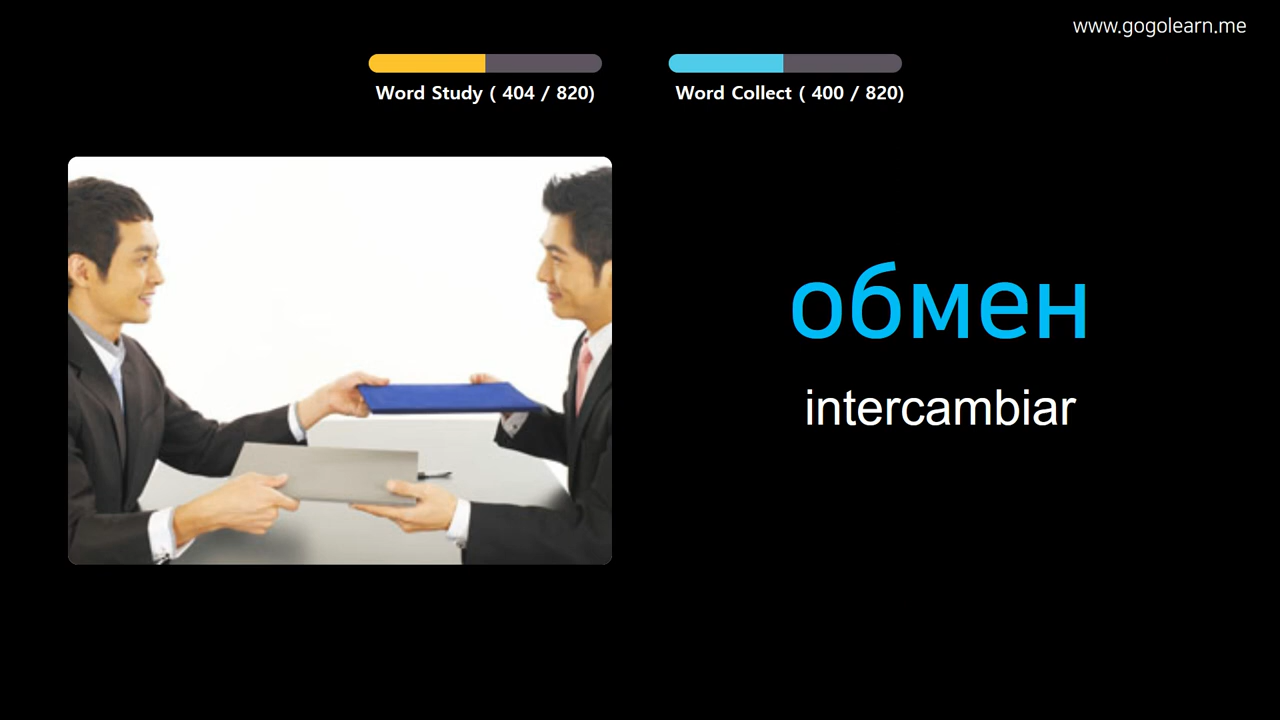 www.gogolearn.me
Word Study ( 404 / 820)
Word Collect ( 400 / 820)
обмен
intercambiar